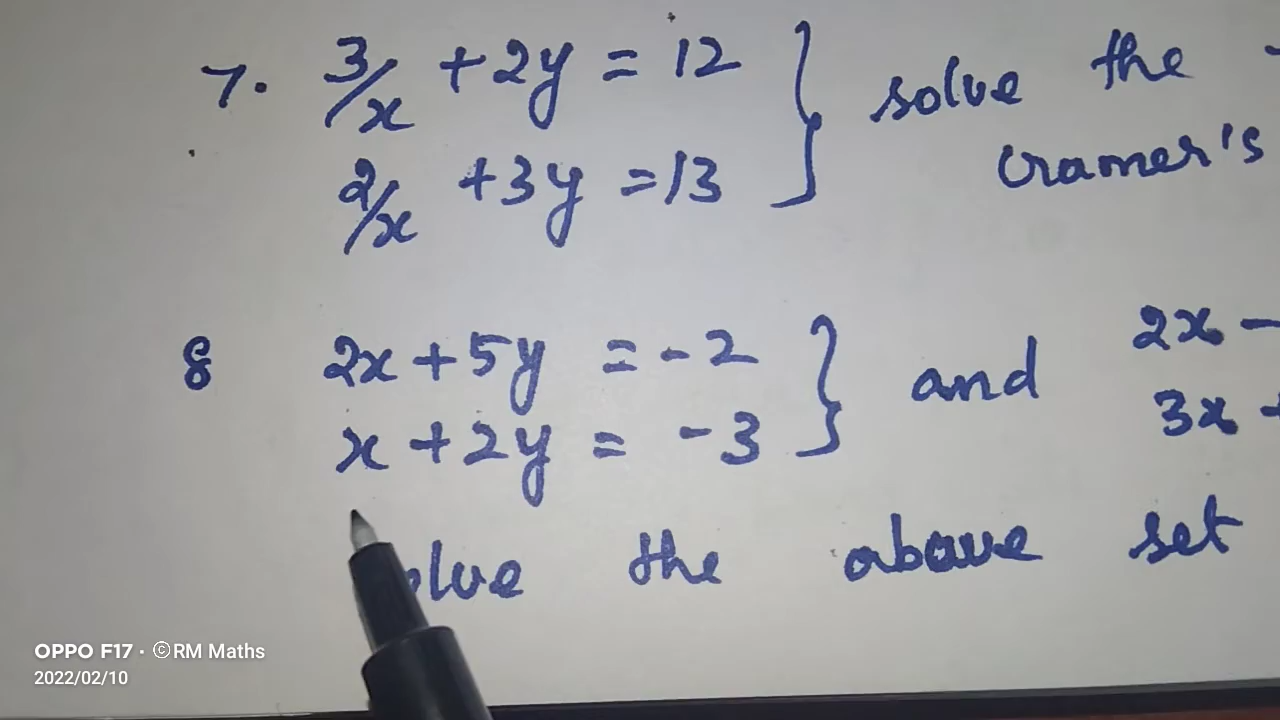 7. 3/x + 2y = 12 } solve the
2/x + 3y = 13 } cramer's
8 2x + 5y = -2 } and 2x -
x + 2y = -3 } 3x +
olve the above set
OPPO F17 · ©RM Maths
2022/02/10